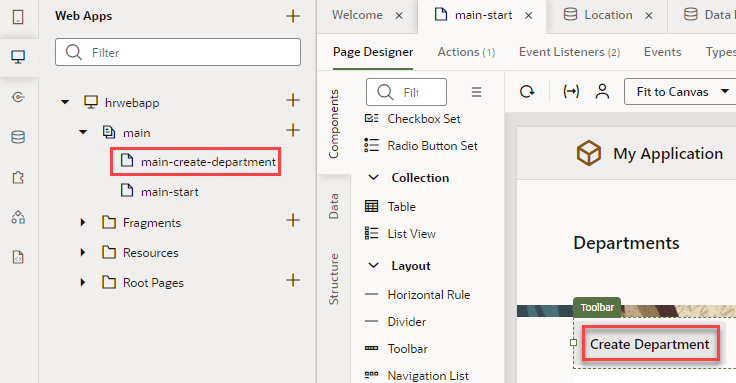 Web Apps
Filter
hrwebapp
main
main-create-department
main-start
Fragments
Resources
Root Pages
Welcome
main-start
Location
Data
Page Designer
Actions (1)
Event Listeners (2)
Events
Types
Components
Data
Structure
Checkbox Set
Radio Button Set
Collection
Table
List View
Layout
Horizontal Rule
Divider
Toolbar
Navigation List
Fit to Canvas
My Application
Departments
Toolbar
Create Department